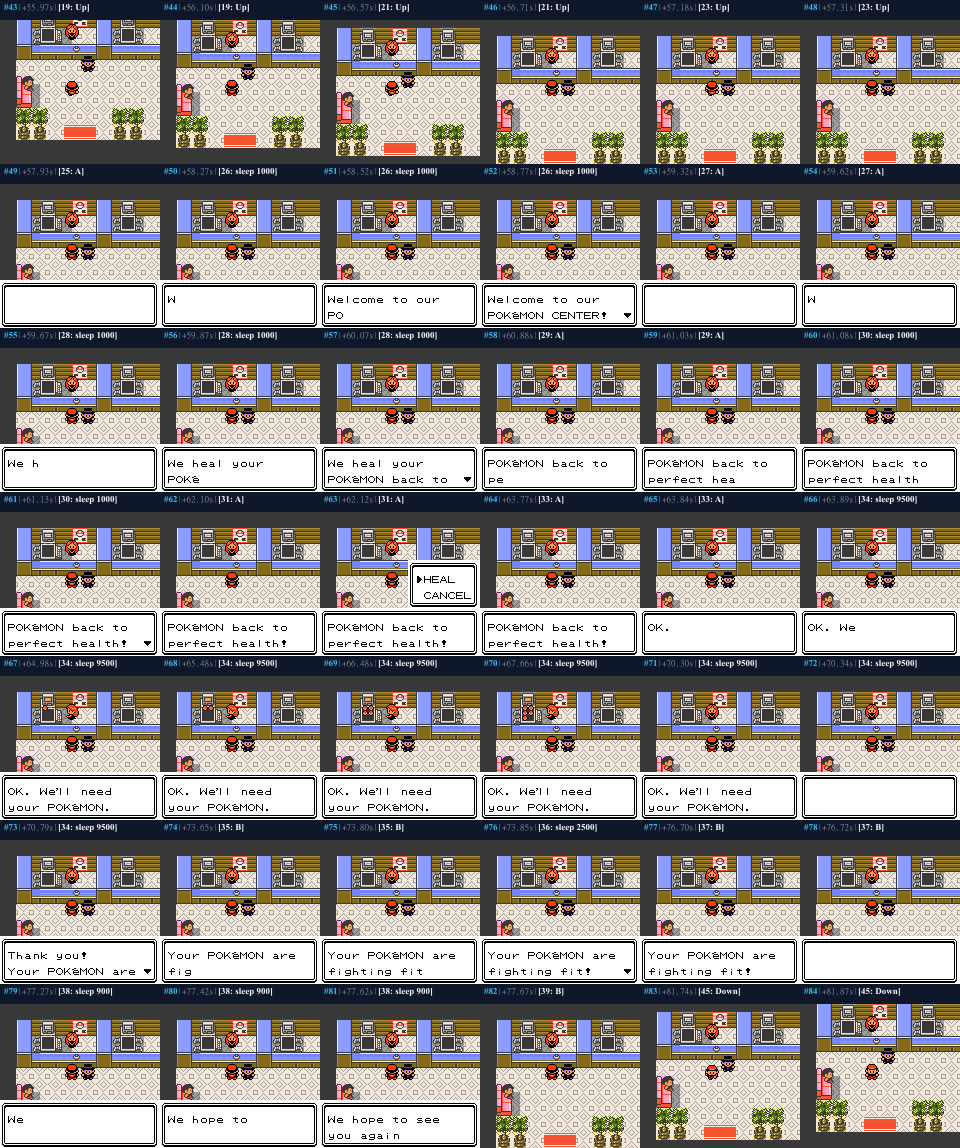 #43|+55.97s|[19: Up]
#44|+56.10s|[19: Up]
#45|+56.57s|[21: Up]
#46|+56.71s|[21: Up]
#47|+57.18s|[23: Up]
#48|+57.31s|[23: Up]
#49|+57.93s|[25: A]
#50|+58.27s|[26: sleep 1000]
#51|+58.52s|[26: sleep 1000]
#52|+58.77s|[26: sleep 1000]
#53|+59.32s|[27: A]
#54|+59.62s|[27: A]
W
Welcome to our
PO
Welcome to our
POKéMON CENTER!
W
#55|+59.67s|[28: sleep 1000]
#56|+59.87s|[28: sleep 1000]
#57|+60.07s|[28: sleep 1000]
#58|+60.88s|[29: A]
#59|+61.03s|[29: A]
#60|+61.08s|[30: sleep 1000]
We h
We heal your
POKé
We heal your
POKéMON back to
POKéMON back to
pe
POKéMON back to
perfect hea
POKéMON back to
perfect health
#61|+61.13s|[30: sleep 1000]
#62|+62.10s|[31: A]
#63|+62.12s|[31: A]
#64|+63.77s|[33: A]
#65|+65.84s|[33: A]
#66|+63.89s|[34: sleep 9500]
HEAL
CANCEL
POKéMON back to
perfect health!
POKéMON back to
perfect health!
POKéMON back to
perfect health!
POKéMON back to
perfect health!
OK.
OK. We
#67|+64.98s|[34: sleep 9500]
#68|+65.48s|[34: sleep 9500]
#69|+66.48s|[34: sleep 9500]
#70|+67.66s|[34: sleep 9500]
#71|+70.30s|[34: sleep 9500]
#72|+70.34s|[34: sleep 9500]
OK. We'll need
your POKéMON.
OK. We'll need
your POKéMON.
OK. We'll need
your POKéMON.
OK. We'll need
your POKéMON.
OK. We'll need
your POKéMON.
#73|+70.79s|[34: sleep 9500]
#74|+73.65s|[35: B]
#75|+73.80s|[35: B]
#76|+73.85s|[36: sleep 2500]
#77|+76.70s|[37: B]
#78|+76.72s|[37: B]
Thank you!
Your POKéMON are
Your POKéMON are
fig
Your POKéMON are
fighting fit
Your POKéMON are
fighting fit!
Your POKéMON are
fighting fit!
#79|+77.27s|[38: sleep 900]
#80|+77.42s|[38: sleep 900]
#81|+77.62s|[38: sleep 900]
#82|+77.67s|[39: B]
#83|+81.74s|[45: Down]
#84|+81.87s|[45: Down]
We
We hope to
We hope to see
you again